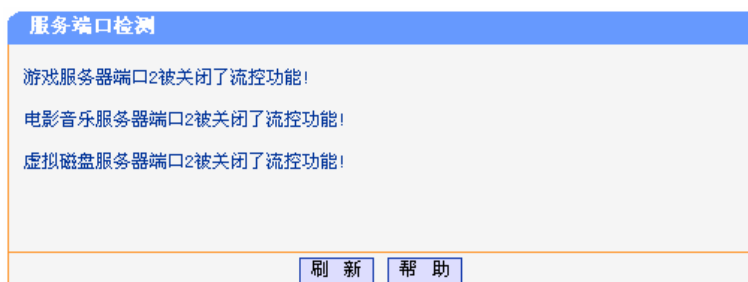 服务端口检测
游戏服务器端口2被关闭了流控功能!
电影音乐服务器端口2被关闭了流控功能!
虚拟磁盘服务器端口2被关闭了流控功能!
刷 新 帮 助